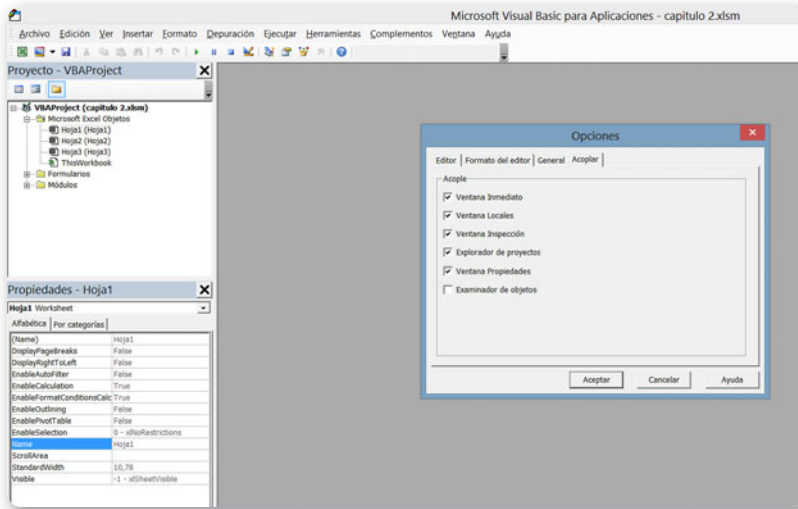 Microsoft Visual Basic para Aplicaciones - capitulo 2.xlsm
Archivo Edición Ver Insertar Formato Depuración Ejecutar Herramientas Complementos Ventana Ayuda
Proyecto - VBAProject
VBAProject (capitulo 2.xlsm)
Microsoft Excel Objetos
Hoja1 (Hoja1)
Hoja2 (Hoja2)
Hoja3 (Hoja3)
ThisWorkbook
Formularios
Módulos
Propiedades - Hoja1
Hoja1 Worksheet
Alfabética Por categorías
(Name) Hoja1
DisplayPageBreaks False
DisplayRightToLeft False
EnableAutoFilter False
EnableCalculation True
EnableFormatConditionsCalc True
EnableOutlining False
EnablePivotTable False
EnableSelection 0 - xlNoRestrictions
Name Hoja1
ScrollArea
StandardWidth 10,78
Visible -1 - xlSheetVisible
Opciones
Editor Formato del editor General Acoplar
Acople
Ventana Inmediato
Ventana Locales
Ventana Inspección
Explorador de proyectos
Ventana Propiedades
Examinador de objetos
Aceptar Cancelar Ayuda